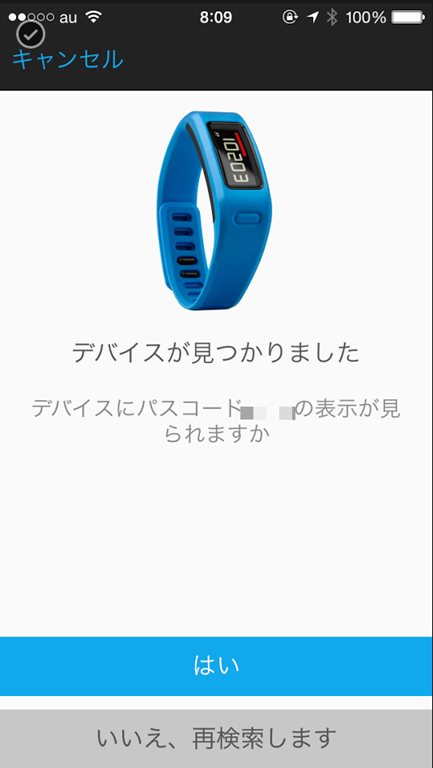 au 8:09 100%
キャンセル
10203
デバイスが見つかりました
デバイスにパスコード の表示が見
られますか
はい
いいえ、再検索します